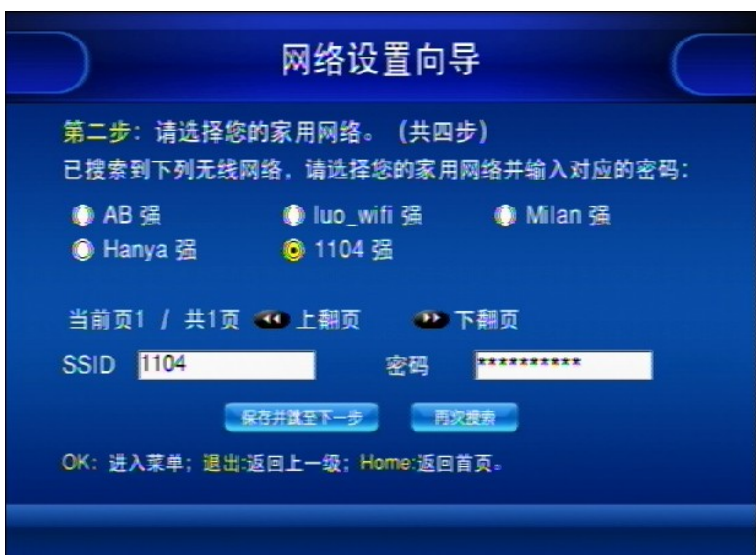 网络设置向导
第二步：请选择您的家用网络。（共四步）
已搜索到下列无线网络，请选择您的家用网络并输入对应的密码：
AB 强 luo_wifi 强 Milan 强
Hanya 强 1104 强
当前页1 / 共1页 上翻页 下翻页
SSID 1104 密码 **********
保存并跳至下一步 再次搜索
OK: 进入菜单；退出:返回上一级；Home:返回首页。